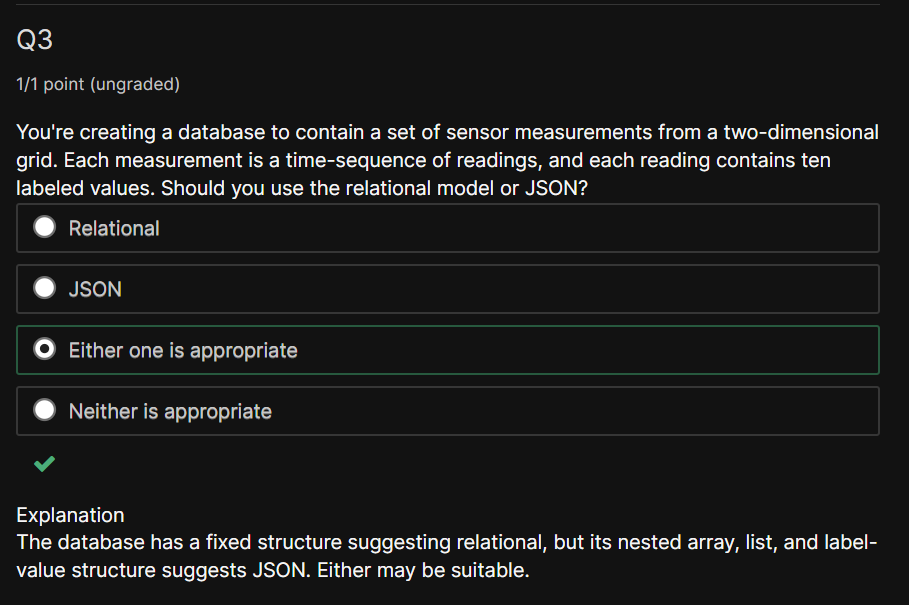 Q3
1/1 point (ungraded)
You're creating a database to contain a set of sensor measurements from a two-dimensional
grid. Each measurement is a time-sequence of readings, and each reading contains ten
labeled values. Should you use the relational model or JSON?
Relational
JSON
Either one is appropriate
Neither is appropriate
Explanation
The database has a fixed structure suggesting relational, but its nested array, list, and label-
value structure suggests JSON. Either may be suitable.